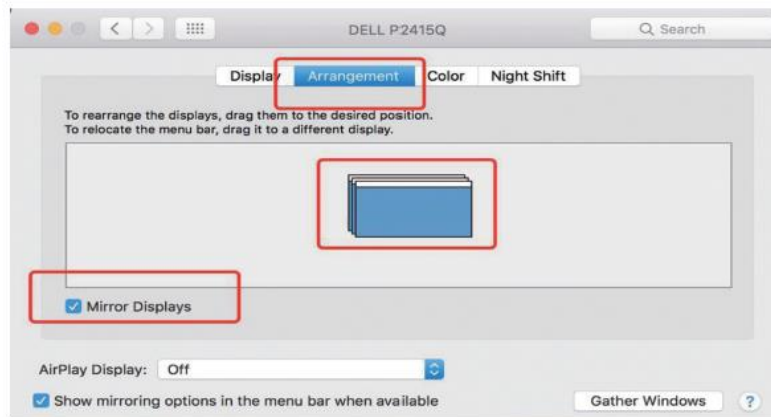 DELL P2415Q
Search
Display Arrangement Color Night Shift
To rearrange the displays, drag them to the desired position.
To relocate the menu bar, drag it to a different display.
Mirror Displays
AirPlay Display: Off
Show mirroring options in the menu bar when available
Gather Windows ?